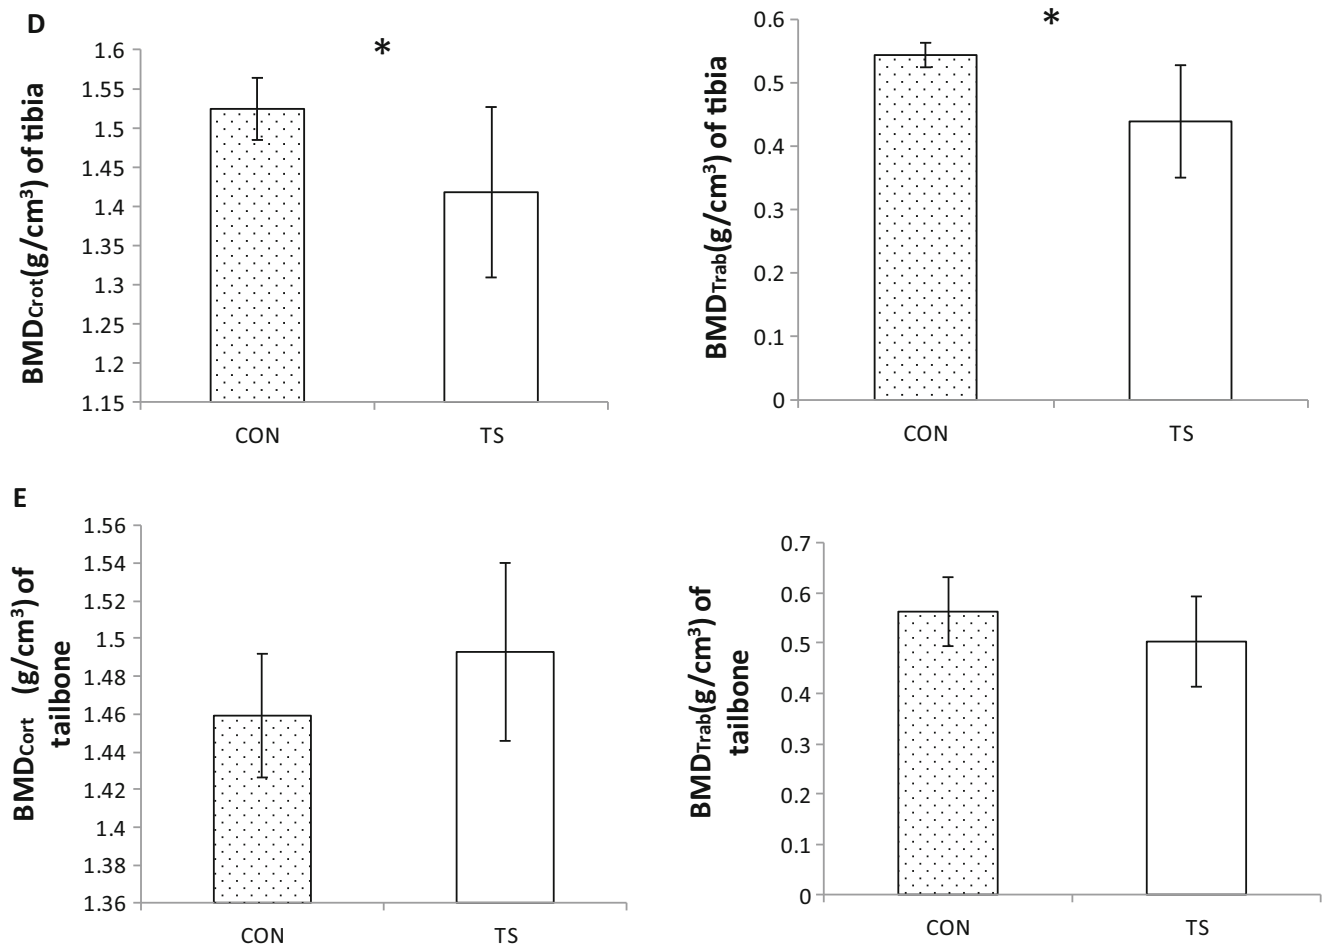 D
BMDCrot(g/cm³) of tibia
1.6
1.55
1.5
1.45
1.4
1.35
1.3
1.25
1.2
1.15
*
CON
TS
BMDTrab(g/cm³) of tibia
0.6
0.5
0.4
0.3
0.2
0.1
0
*
CON
TS
E
BMDCort (g/cm³) of
tailbone
1.56
1.54
1.52
1.5
1.48
1.46
1.44
1.42
1.4
1.38
1.36
CON
TS
BMDTrab(g/cm³) of
tailbone
0.7
0.6
0.5
0.4
0.3
0.2
0.1
0
CON
TS